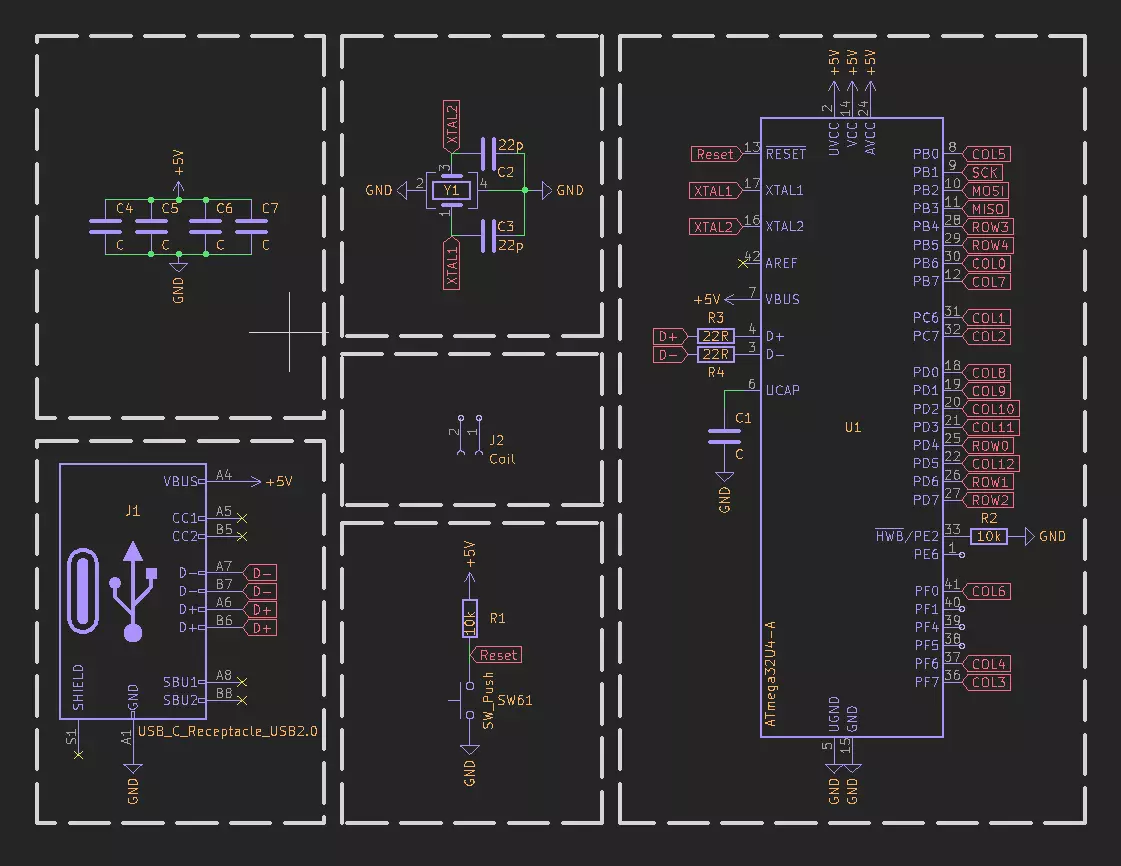 +5V
C4
C5
C6
C7
C
C
C
C
GND
XTAL2
22p
C2
3
GND
2
Y1
4
GND
1
C3
22p
XTAL1
2
1
J2
Coil
J1
VBUS
A4
+5V
CC1
A5
CC2
B5
D-
A7
D-
D-
B7
D-
D+
A6
D+
D+
B6
D+
SBU1
A8
SBU2
B8
SHIELD
GND
S1
A1
USB_C_Receptacle_USB2.0
GND
+5V
10k
R1
Reset
SW_Push
SW61
GND
+5V
+5V
+5V
2
14
24
UVCC
VCC
AVCC
Reset
13
RESET
XTAL1
17
XTAL1
XTAL2
16
XTAL2
42
AREF
+5V
7
VBUS
R3
D+
22R
4
D+
D-
22R
3
D-
R4
6
UCAP
C1
C
GND
U1
ATmega32U4-A
PB0
8
COL5
PB1
9
SCK
PB2
10
MOSI
PB3
11
MISO
PB4
28
ROW3
PB5
29
ROW4
PB6
30
COL0
PB7
12
COL7
PC6
31
COL1
PC7
32
COL2
PD0
18
COL8
PD1
19
COL9
PD2
20
COL10
PD3
21
COL11
PD4
25
ROW0
PD5
22
COL12
PD6
26
ROW1
PD7
27
ROW2
R2
HWB/PE2
33
10k
GND
PE6
1
PF0
41
COL6
PF1
40
PF4
39
PF5
38
PF6
37
COL4
PF7
36
COL3
UGND
GND
5
15
GND
GND